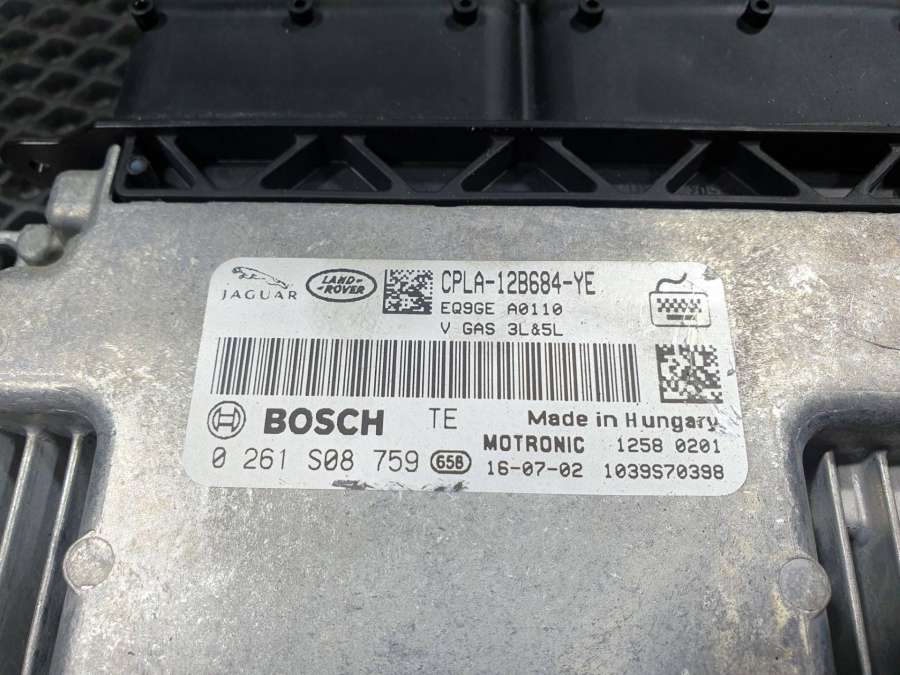 JAGUAR
LAND-
ROVER
CPLA-12B684-YE
EQ9GE A0110
V GAS 3L&5L
BOSCH TE Made in Hungary
MOTRONIC 1258 0201
0 261 S08 759 65B 16-07-02 1039S70398